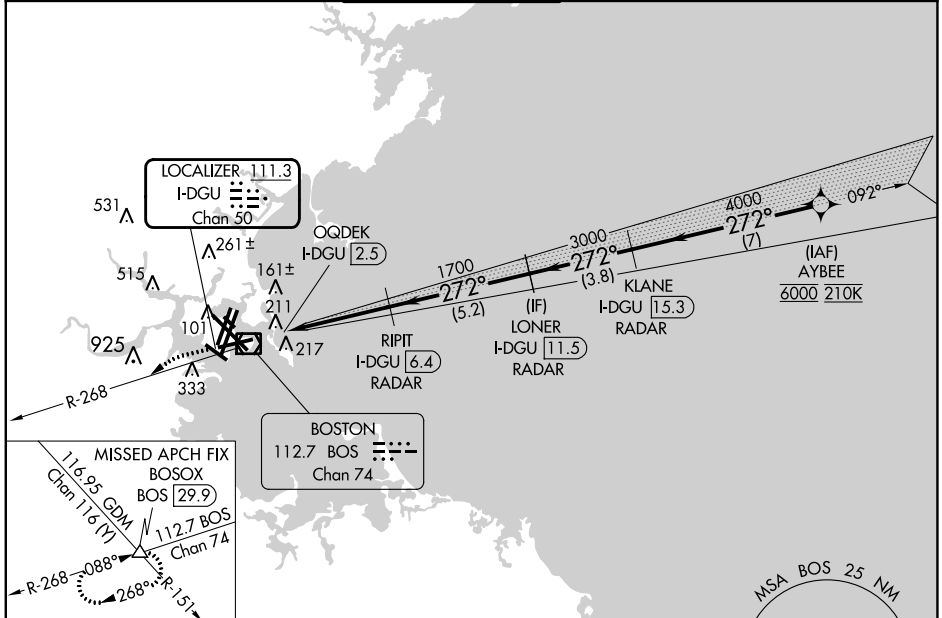 LOCALIZER 111.3
I-DGU
Chan 50
531
261±
515
OQDEK
I-DGU 2.5
161±
211
101
217
925
333
R-268
1700
272°
(5.2)
3000
272°
(3.8)
4000
272°
(7)
092°
(IAF)
AYBEE
6000 210K
KLANE
I-DGU 15.3
RADAR
(IF)
LONER
I-DGU 11.5
RADAR
RIPIT
I-DGU 6.4
RADAR
BOSTON
112.7 BOS
Chan 74
MISSED APCH FIX
BOSOX
BOS 29.9
116.95 GDM
Chan 116 (Y)
112.7 BOS
Chan 74
R-268
088°
268°
R-151
MSA BOS 25 NM